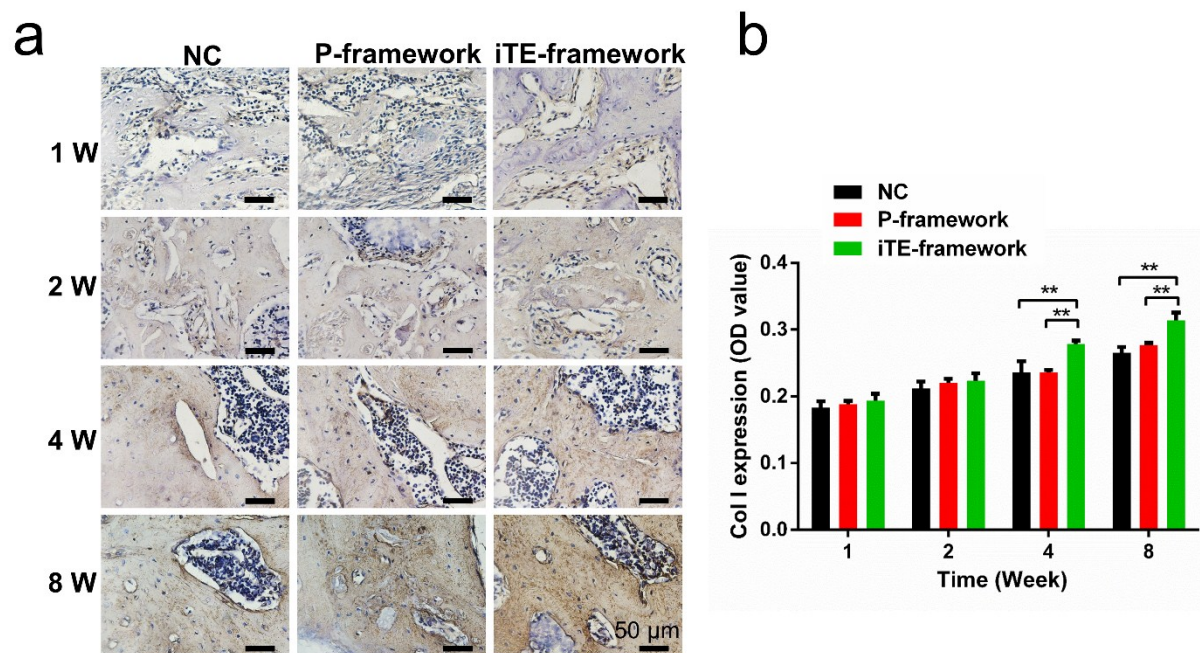 a
NC P-framework iTE-framework
1 W
2 W
4 W
8 W
50 µm
b
NC
P-framework
iTE-framework
Col I expression (OD value)
0.4
0.3
0.2
0.1
0.0
** ** ** **
1 2 4 8
Time (Week)